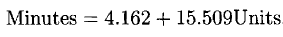 Minutes = 4.162 + 15.509Units